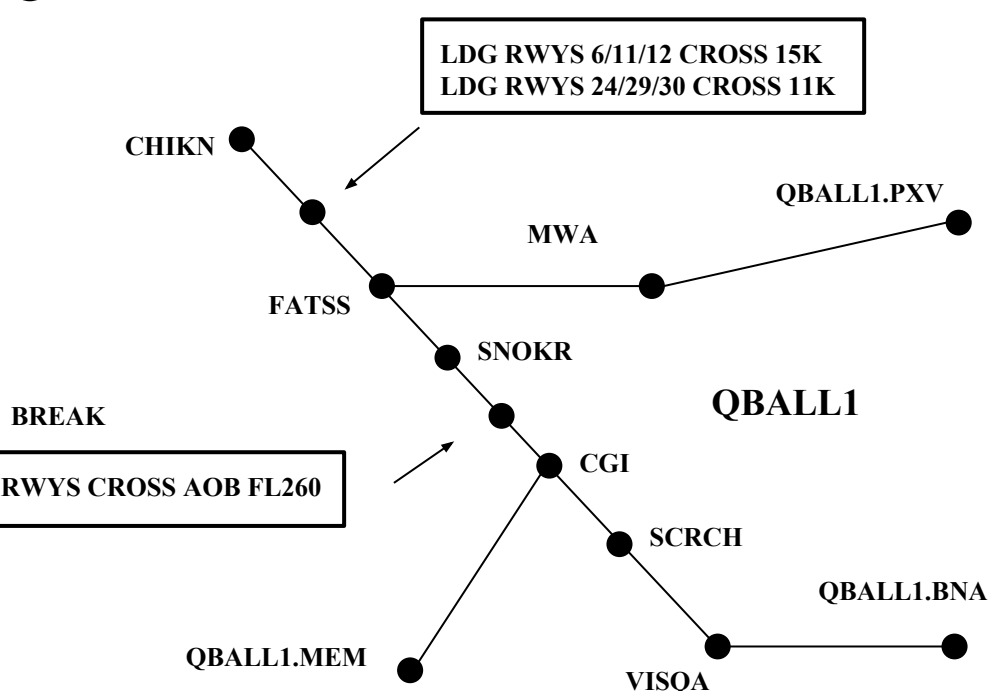 LDG RWYS 6/11/12 CROSS 15K
LDG RWYS 24/29/30 CROSS 11K
CHIKN
QBALL1.PXV
MWA
FATSS
SNOKR
QBALL1
BREAK
CGI
RWYS CROSS AOB FL260
SCRCH
QBALL1.BNA
QBALL1.MEM
VISQA